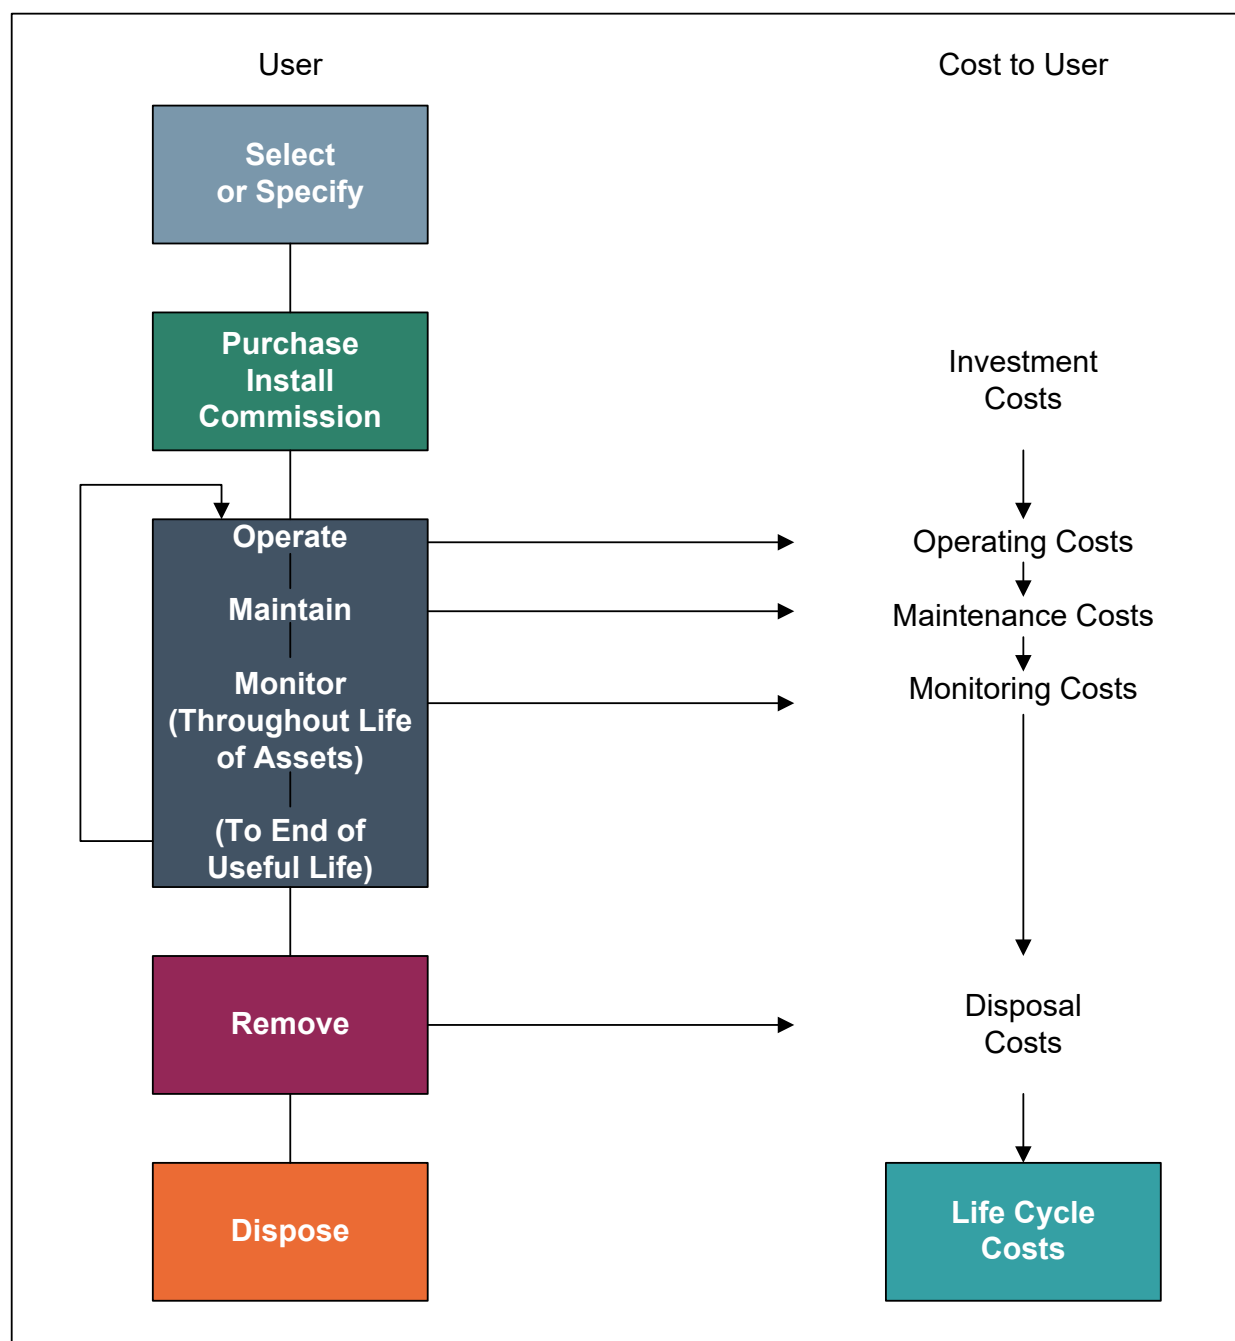 User
Cost to User
Select
or Specify
Purchase
Install
Commission
Investment
Costs
Operate
Operating Costs
Maintain
Maintenance Costs
Monitor
(Throughout Life
of Assets)
Monitoring Costs
(To End of
Useful Life)
Remove
Disposal
Costs
Dispose
Life Cycle
Costs